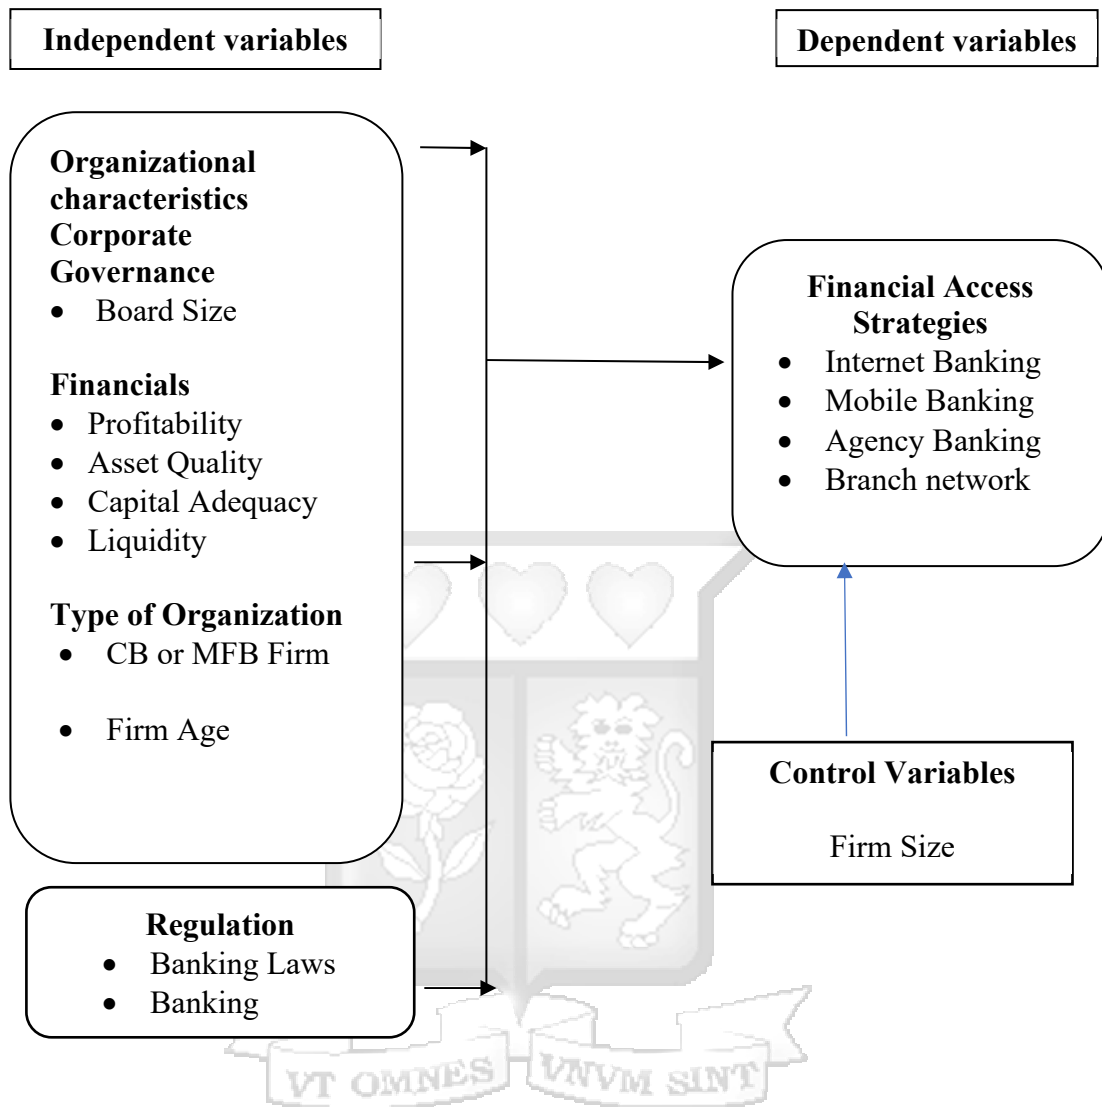 Independent variables
Dependent variables
Organizational
characteristics
Corporate
Governance
• Board Size
Financials
• Profitability
• Asset Quality
• Capital Adequacy
• Liquidity
Type of Organization
• CB or MFB Firm
• Firm Age
Regulation
• Banking Laws
• Banking
Financial Access
Strategies
• Internet Banking
• Mobile Banking
• Agency Banking
• Branch network
Control Variables
Firm Size
VT OMNES VNVM SINT